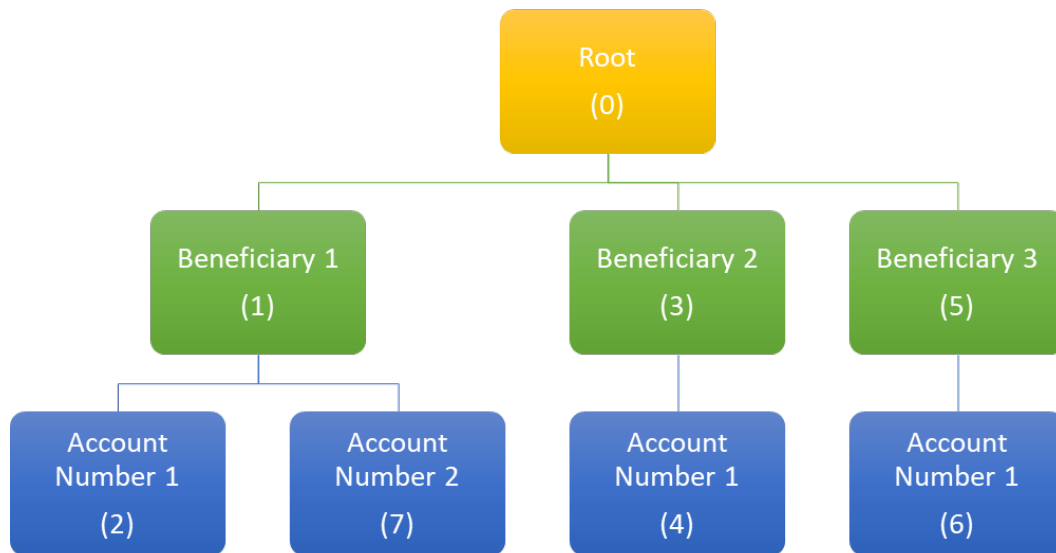 Root
(0)
Beneficiary 1
(1)
Beneficiary 2
(3)
Beneficiary 3
(5)
Account
Number 1
(2)
Account
Number 2
(7)
Account
Number 1
(4)
Account
Number 1
(6)